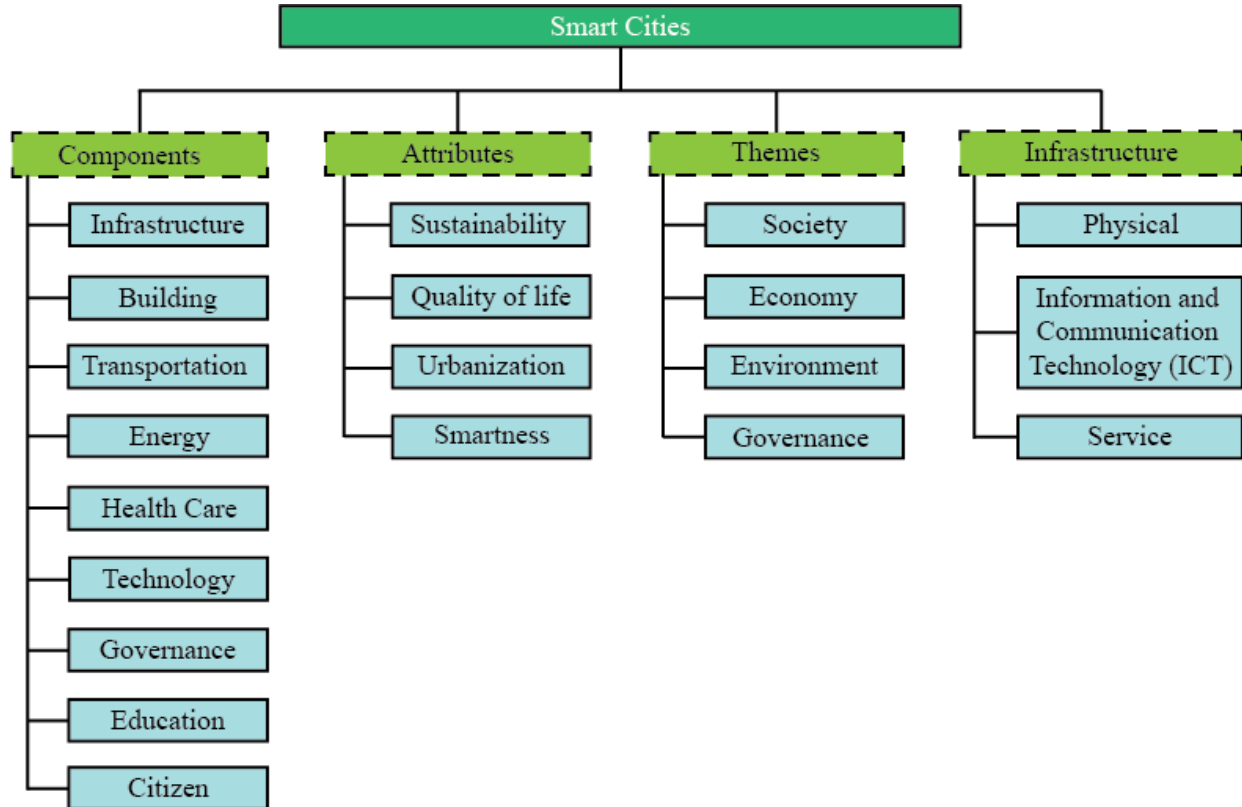 Smart Cities
Components
Attributes
Themes
Infrastructure
Infrastructure
Building
Transportation
Energy
Health Care
Technology
Governance
Education
Citizen
Sustainability
Quality of life
Urbanization
Smartness
Society
Economy
Environment
Governance
Physical
Information and
Communication
Technology (ICT)
Service